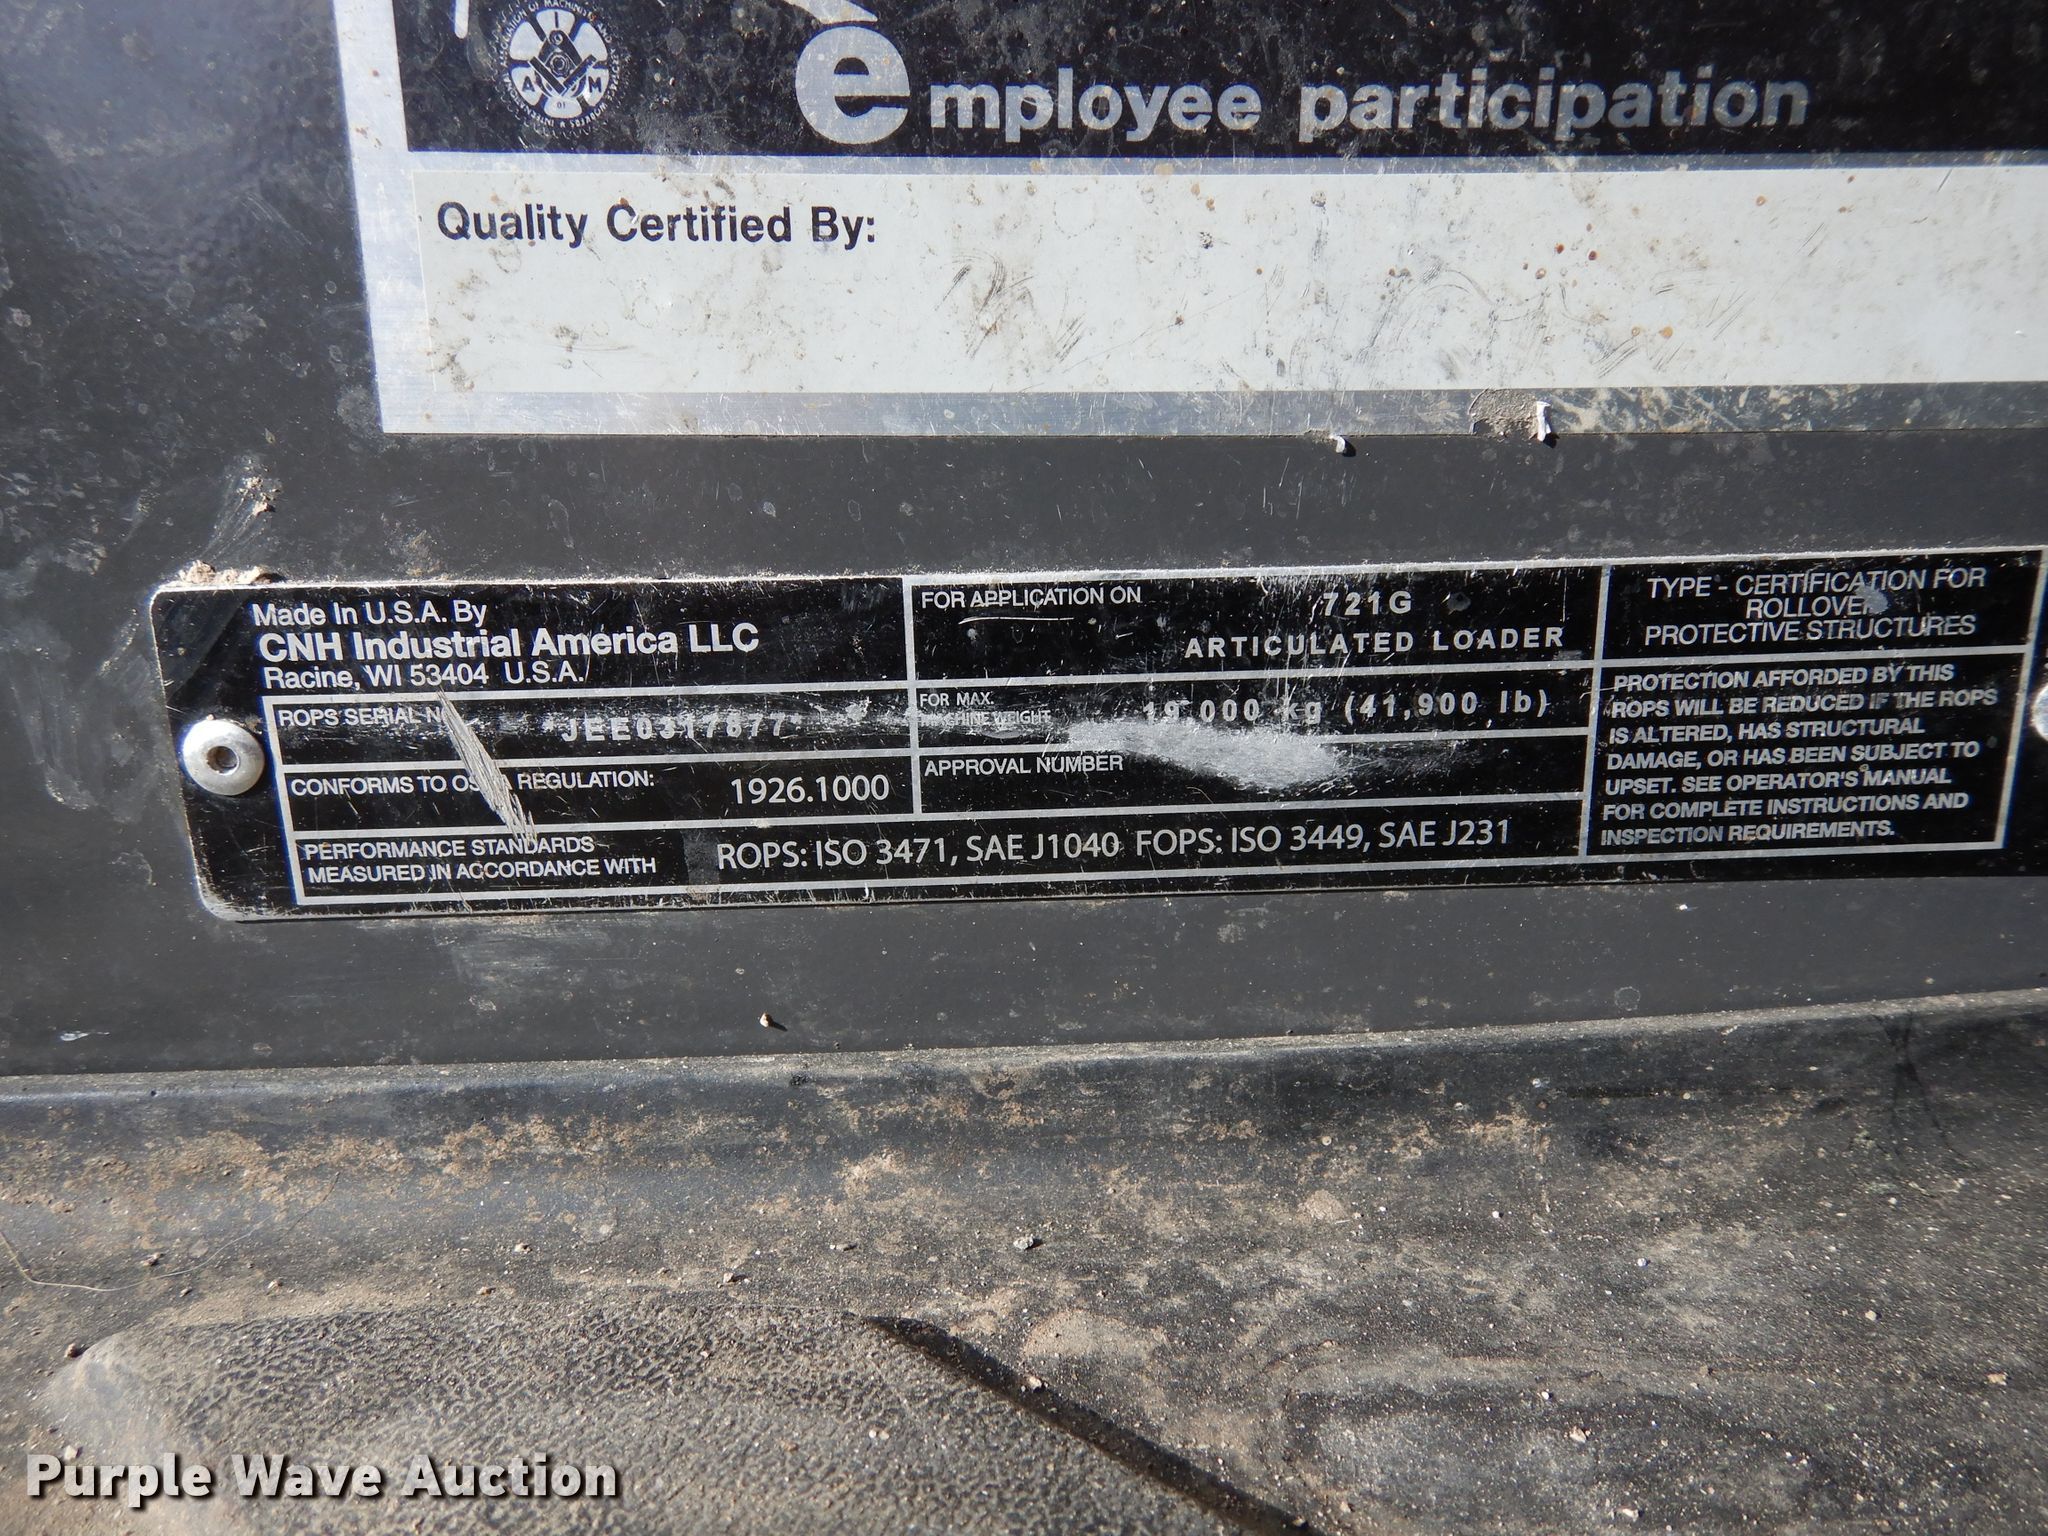 employee participation
Quality Certified By:
Made In U.S.A. By
CNH Industrial America LLC
Racine, WI 53404 U.S.A.
ROPS SERIAL
CONFORMS TO REGULATION: 1926.1000
PERFORMANCE STANDARDS
MEASURED IN ACCORDANCE WITH
ROPS: ISO 3471, SAE J1040 FOPS: ISO 3449, SAE J231
FOR APPLICATION ON 721G
ARTICULATED LOADER
FOR MAX.
MACHINE WEIGHT 19 000 kg (41,900 lb)
APPROVAL NUMBER
TYPE - CERTIFICATION FOR
ROLLOVER
PROTECTIVE STRUCTURES
PROTECTION AFFORDED BY THIS
ROPS WILL BE REDUCED IF THE ROPS
IS ALTERED, HAS STRUCTURAL
DAMAGE, OR HAS BEEN SUBJECT TO
UPSET. SEE OPERATOR'S MANUAL
FOR COMPLETE INSTRUCTIONS AND
INSPECTION REQUIREMENTS.
Purple Wave Auction